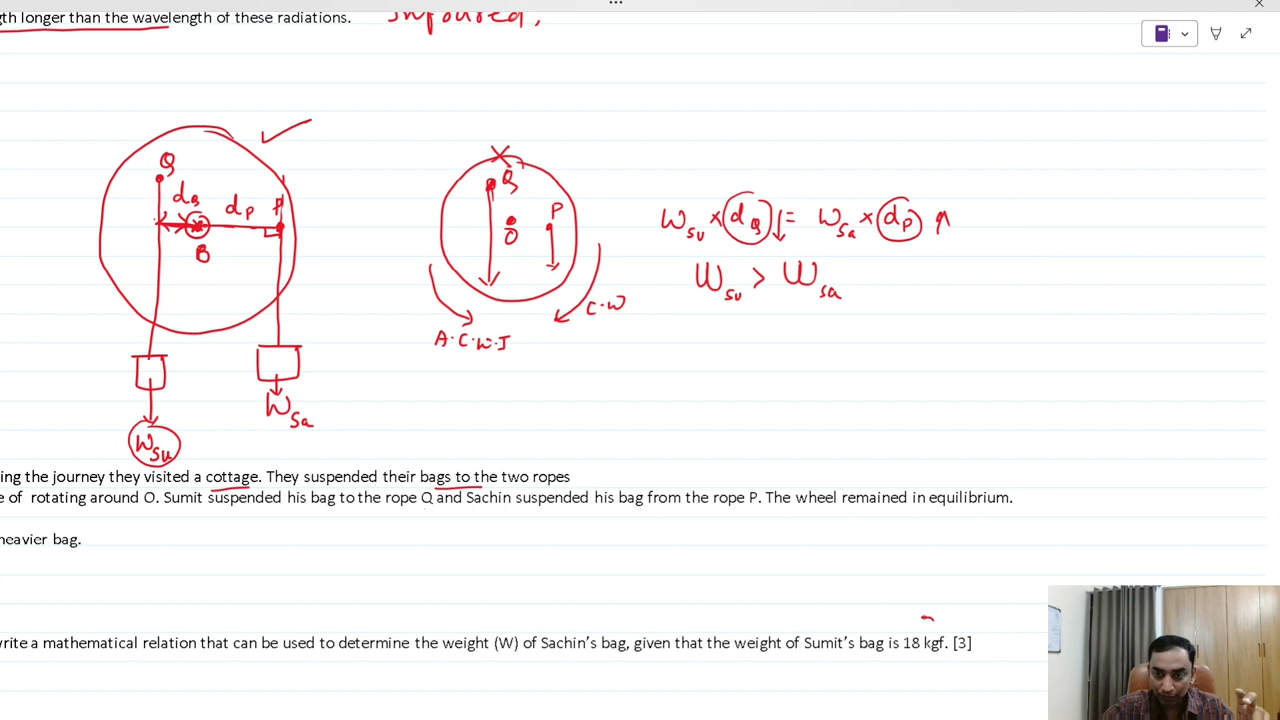 gth longer than the wavelength of these radiations.
infrared,
Q
d_Q d_P P
B
W_Su
W_Sa
Q
P
O
A.C.W.I
C.W
W_Su × d_Q ↓ = W_Sa × d_P ↑
W_Su > W_Sa
ing the journey they visited a cottage. They suspended their bags to the two ropes
e of rotating around O. Sumit suspended his bag to the rope Q and Sachin suspended his bag from the rope P. The wheel remained in equilibrium.
heavier bag.
write a mathematical relation that can be used to determine the weight (W) of Sachin's bag, given that the weight of Sumit's bag is 18 kgf. [3]